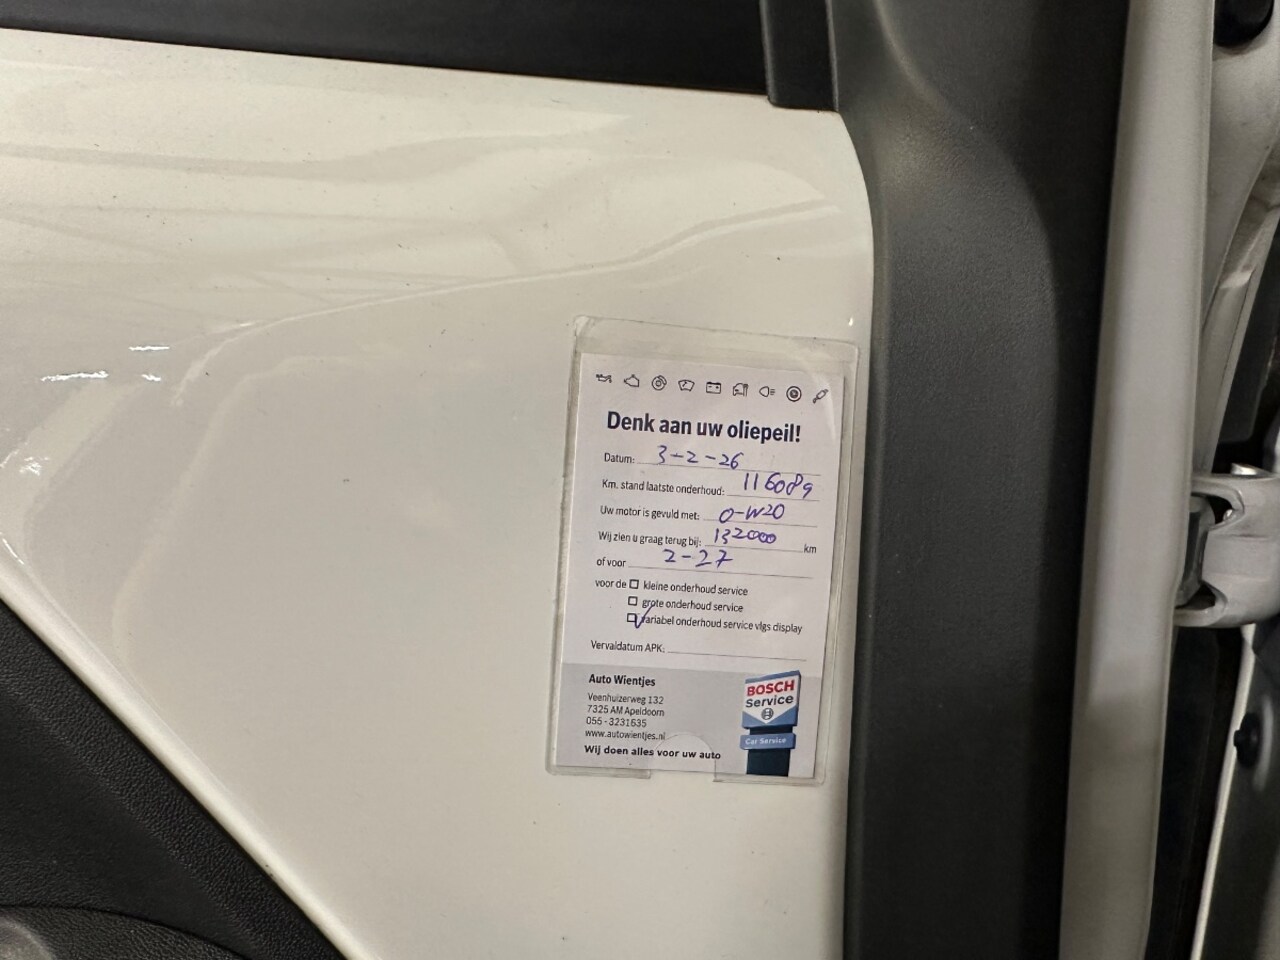 Denk aan uw oliepeil!
Datum: 3-2-26
Km. stand laatste onderhoud: 116089
Uw motor is gevuld met: 0-W20
Wij zien u graag terug bij: 132000 km
of voor 2-27
voor de kleine onderhoud service
grote onderhoud service
variabel onderhoud service vlgs display
Vervaldatum APK:
Auto Wientjes
Veenhuizerweg 132
7325 AM Apeldoorn
055-3231635
www.autowientjes.nl
Wij doen alles voor uw auto
BOSCH
Service
Car Service